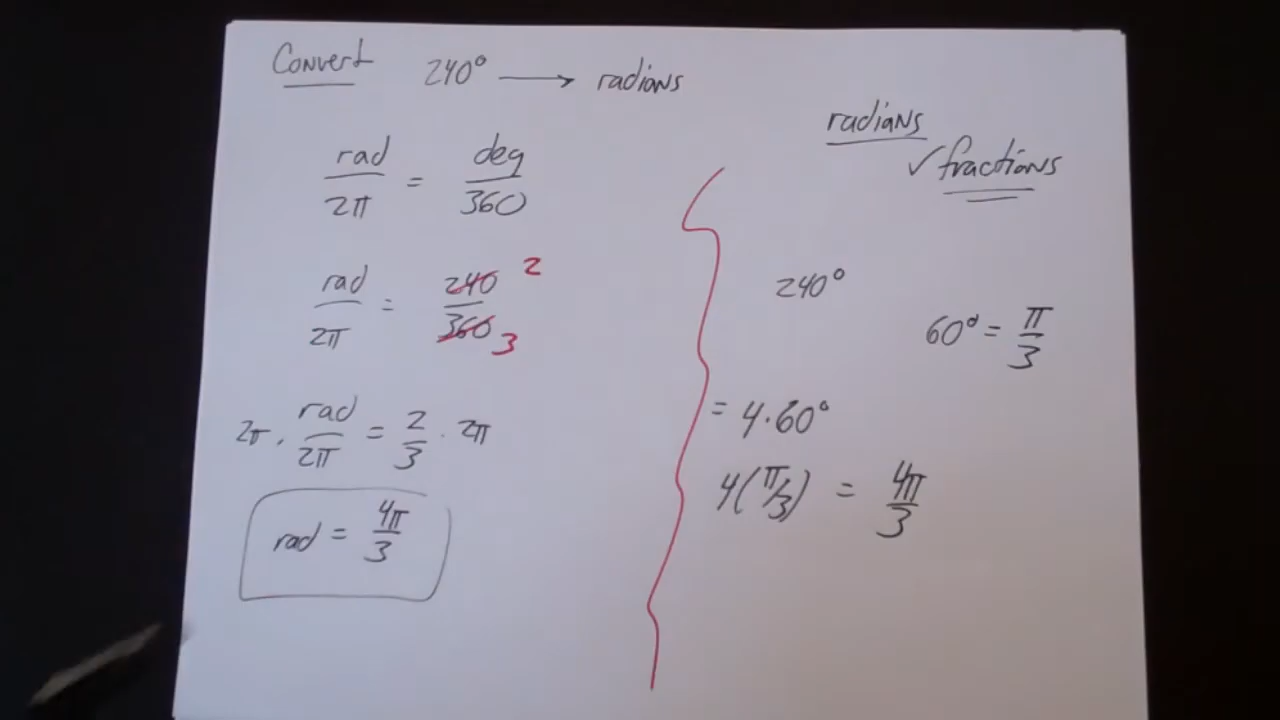 Convert 240° → radians
rad/2π = deg/360
rad/2π = 240/360 2 3
2π · rad/2π = 2/3 · 2π
rad = 4π/3
radians
✓ fractions
240°
60° = π/3
= 4·60°
4(π/3) = 4π/3